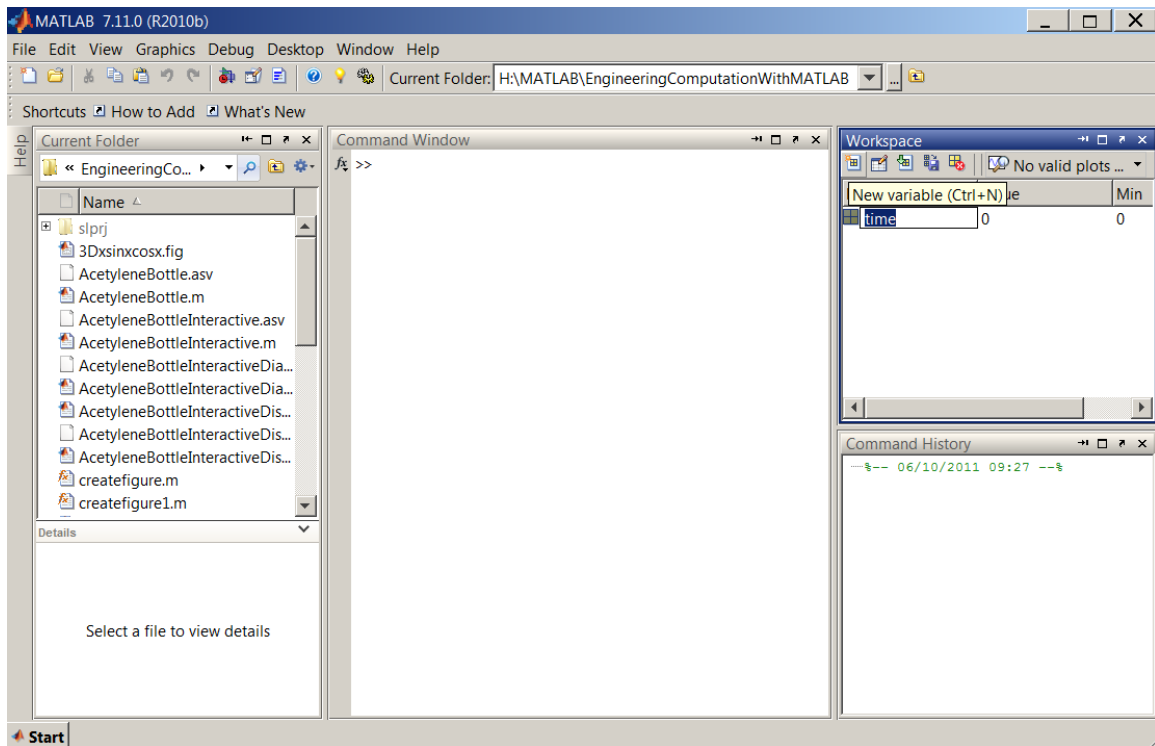 MATLAB 7.11.0 (R2010b)
File Edit View Graphics Debug Desktop Window Help
Current Folder: H:\MATLAB\EngineeringComputationWithMATLAB ...
Shortcuts How to Add What's New
Help
Current Folder
« EngineeringCo...
Name
slprj
3Dxsinxcosx.fig
AcetyleneBottle.asv
AcetyleneBottle.m
AcetyleneBottleInteractive.asv
AcetyleneBottleInteractive.m
AcetyleneBottleInteractiveDia...
AcetyleneBottleInteractiveDia...
AcetyleneBottleInteractiveDis...
AcetyleneBottleInteractiveDis...
AcetyleneBottleInteractiveDis...
createfigure.m
createfigure1.m
Details
Select a file to view details
Command Window
fx >>
Workspace
No valid plots ...
New variable (Ctrl+N) ue Min
time 0 0
Command History
%-- 06/10/2011 09:27 --%
Start